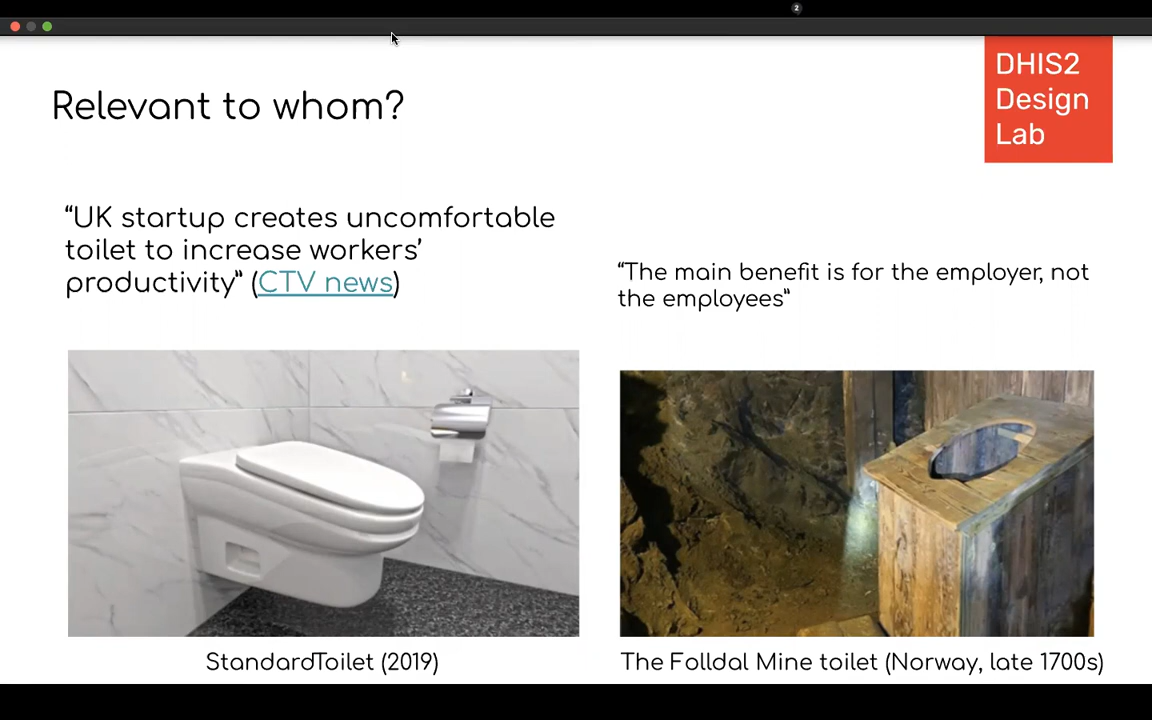 2
DHIS2
Design
Lab
Relevant to whom?
“UK startup creates uncomfortable
toilet to increase workers’
productivity” (CTV news)
“The main benefit is for the employer, not
the employees”
StandardToilet (2019)
The Folldal Mine toilet (Norway, late 1700s)